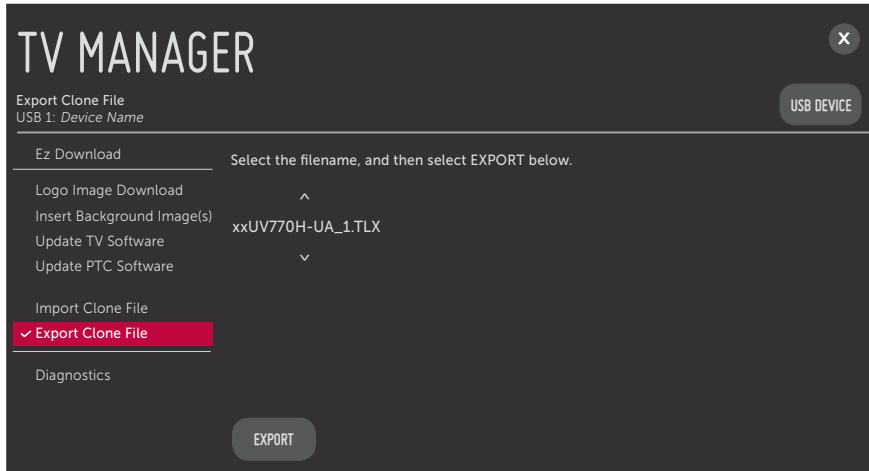 TV MANAGER
X
Export Clone File
USB 1: Device Name
USB DEVICE
Ez Download
Select the filename, and then select EXPORT below.
Logo Image Download
Insert Background Image(s)
xxUV770H-UA_1.TLX
Update TV Software
Update PTC Software
Import Clone File
Export Clone File
Diagnostics
EXPORT